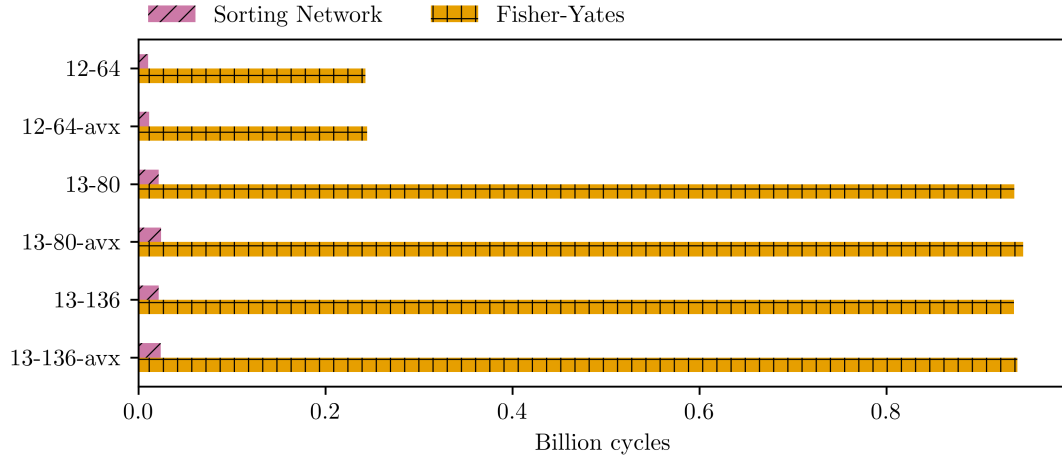 Sorting Network Fisher-Yates
12-64
12-64-avx
13-80
13-80-avx
13-136
13-136-avx
0.0 0.2 0.4 0.6 0.8
Billion cycles